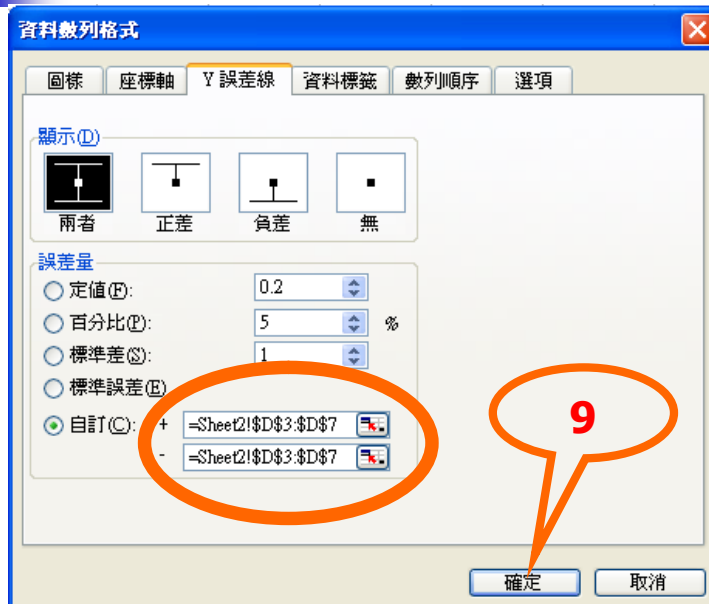 資料數列格式
圖樣 座標軸 Y 誤差線 資料標籤 數列順序 選項
顯示(D)
兩者 正差 負差 無
誤差量
定值(F): 0.2
百分比(P): 5 %
標準差(S): 1
標準誤差(E)
自訂(C): + =Sheet2!$D$3:$D$7
- =Sheet2!$D$3:$D$7
9
確定 取消